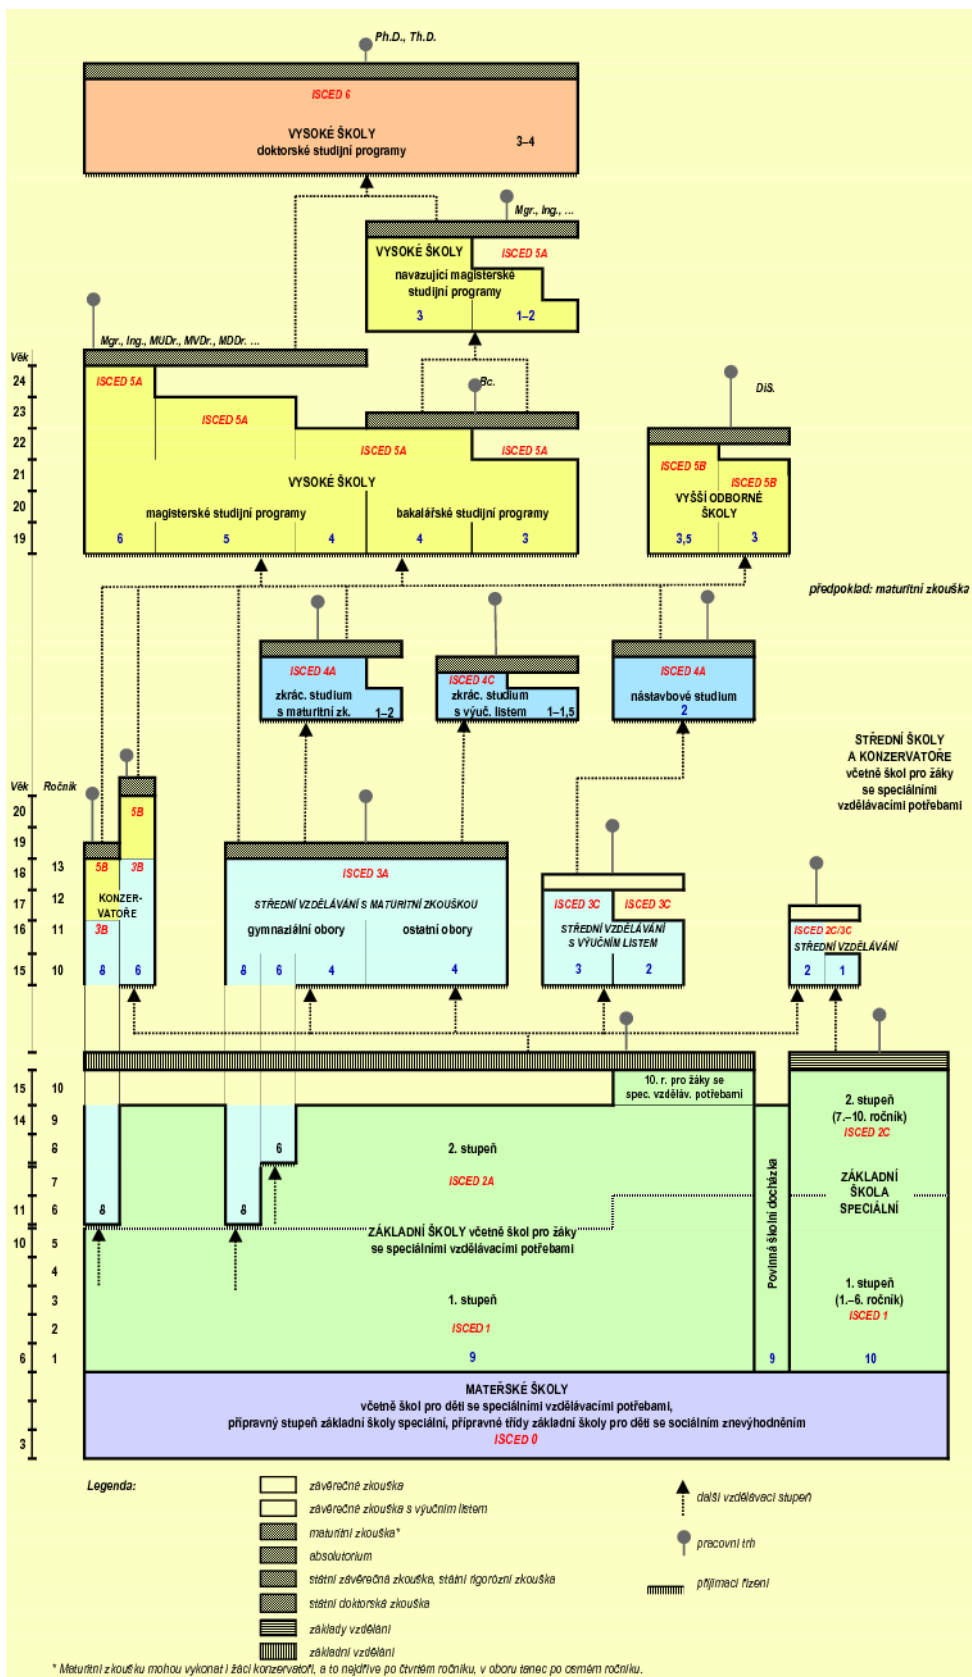 Ph.D., Th.D.
ISCED 6
VYSOKÉ ŠKOLY
doktorské studijní programy
3–4
Mgr., Ing., ...
VYSOKÉ ŠKOLY
ISCED 5A
navazující magisterské
studijní programy
3
1–2
Mgr., Ing., MUDr., MVDr., MDDr. ...
Věk
24
23
22
21
20
19
ISCED 5A
ISCED 5A
ISCED 5A
ISCED 5A
Bc.
VYSOKÉ ŠKOLY
magisterské studijní programy
bakalářské studijní programy
6
5
4
4
3
DiS.
ISCED 5B
ISCED 5B
VYŠŠÍ ODBORNÉ
ŠKOLY
3,5
3
předpoklad: maturitní zkouška
ISCED 4A
zkrác. studium
s maturitní zk.
1–2
ISCED 4C
zkrác. studium
s výuč. listem
1–1,5
ISCED 4A
nástavbové studium
2
STŘEDNÍ ŠKOLY
A KONZERVATOŘE
včetně škol pro žáky
se speciálními
vzdělávacími potřebami
Věk
Ročník
20
19
18
13
17
12
16
11
15
10
5B
5B
3B
KONZER-
VATOŘE
3B
8
6
ISCED 3A
STŘEDNÍ VZDĚLÁVÁNÍ S MATURITNÍ ZKOUŠKOU
gymnaziální obory
ostatní obory
8
6
4
4
ISCED 3C
ISCED 3C
STŘEDNÍ VZDĚLÁVÁNÍ
S VÝUČNÍM LISTEM
3
2
ISCED 2C/3C
STŘEDNÍ VZDĚLÁVÁNÍ
2
1
15
10
14
9
8
7
11
6
10
5
4
3
2
6
1
3
10. r. pro žáky se
spec. vzděláv. potřebami
8
8
6
2. stupeň
ISCED 2A
ZÁKLADNÍ ŠKOLY včetně škol pro žáky
se speciálními vzdělávacími potřebami
1. stupeň
ISCED 1
9
Povinná školní docházka
9
2. stupeň
(7.–10. ročník)
ISCED 2C
ZÁKLADNÍ
ŠKOLA
SPECIÁLNÍ
1. stupeň
(1.–6. ročník)
ISCED 1
10
MATEŘSKÉ ŠKOLY
včetně škol pro děti se speciálními vzdělávacími potřebami,
přípravný stupeň základní školy speciální, přípravné třídy základní školy pro děti se sociálním znevýhodněním
ISCED 0
Legenda:
závěrečná zkouška
závěrečná zkouška s výučním listem
maturitní zkouška*
absolutorium
státní závěrečná zkouška, státní rigorózní zkouška
státní doktorská zkouška
základy vzdělání
základní vzdělání
další vzdělávací stupeň
pracovní trh
přijímací řízení
* Maturitní zkoušku mohou vykonat i žáci konzervatoří, a to nejdříve po čtvrtém ročníku, v oboru tanec po osmém ročníku.